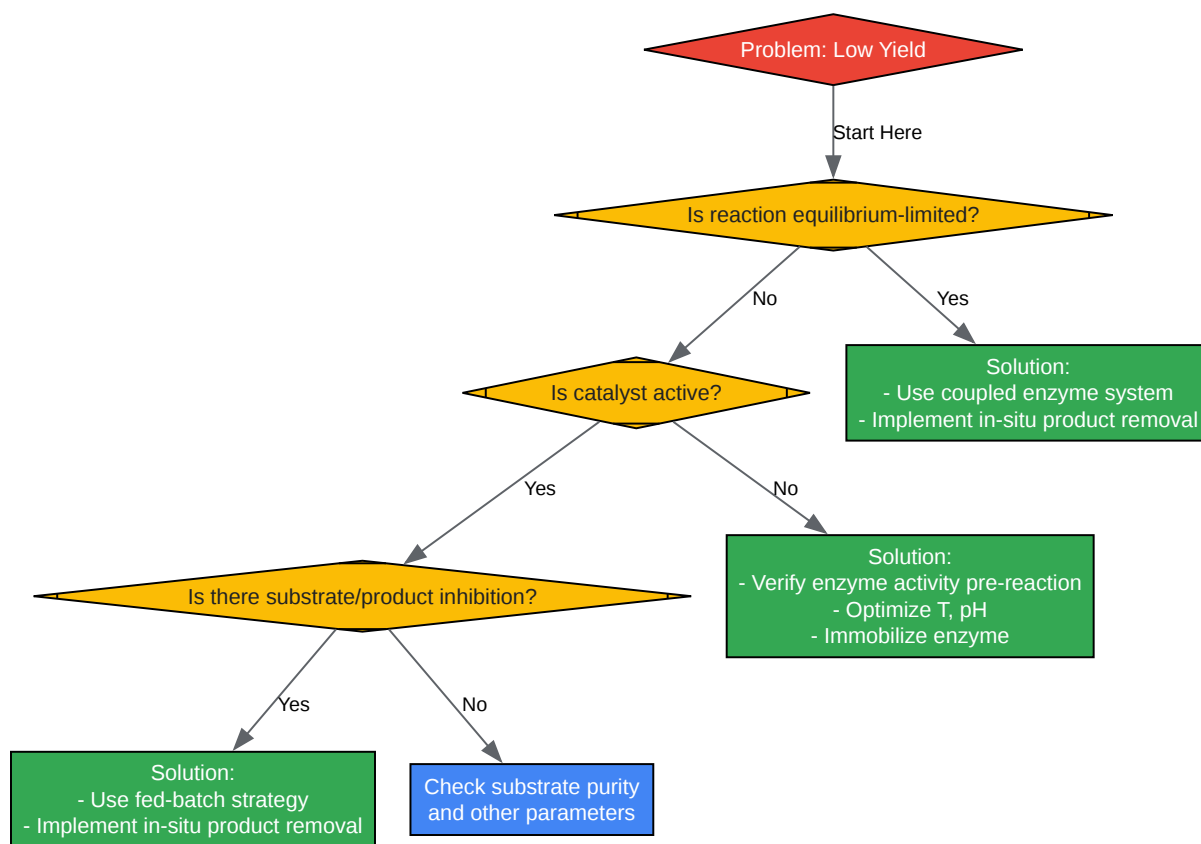 Problem: Low Yield
Start Here
Is reaction equilibrium-limited?
No
Yes
Solution:
- Use coupled enzyme system
- Implement in-situ product removal
Is catalyst active?
Yes
No
Solution:
- Verify enzyme activity pre-reaction
- Optimize T, pH
- Immobilize enzyme
Is there substrate/product inhibition?
Yes
No
Solution:
- Use fed-batch strategy
- Implement in-situ product removal
Check substrate purity
and other parameters